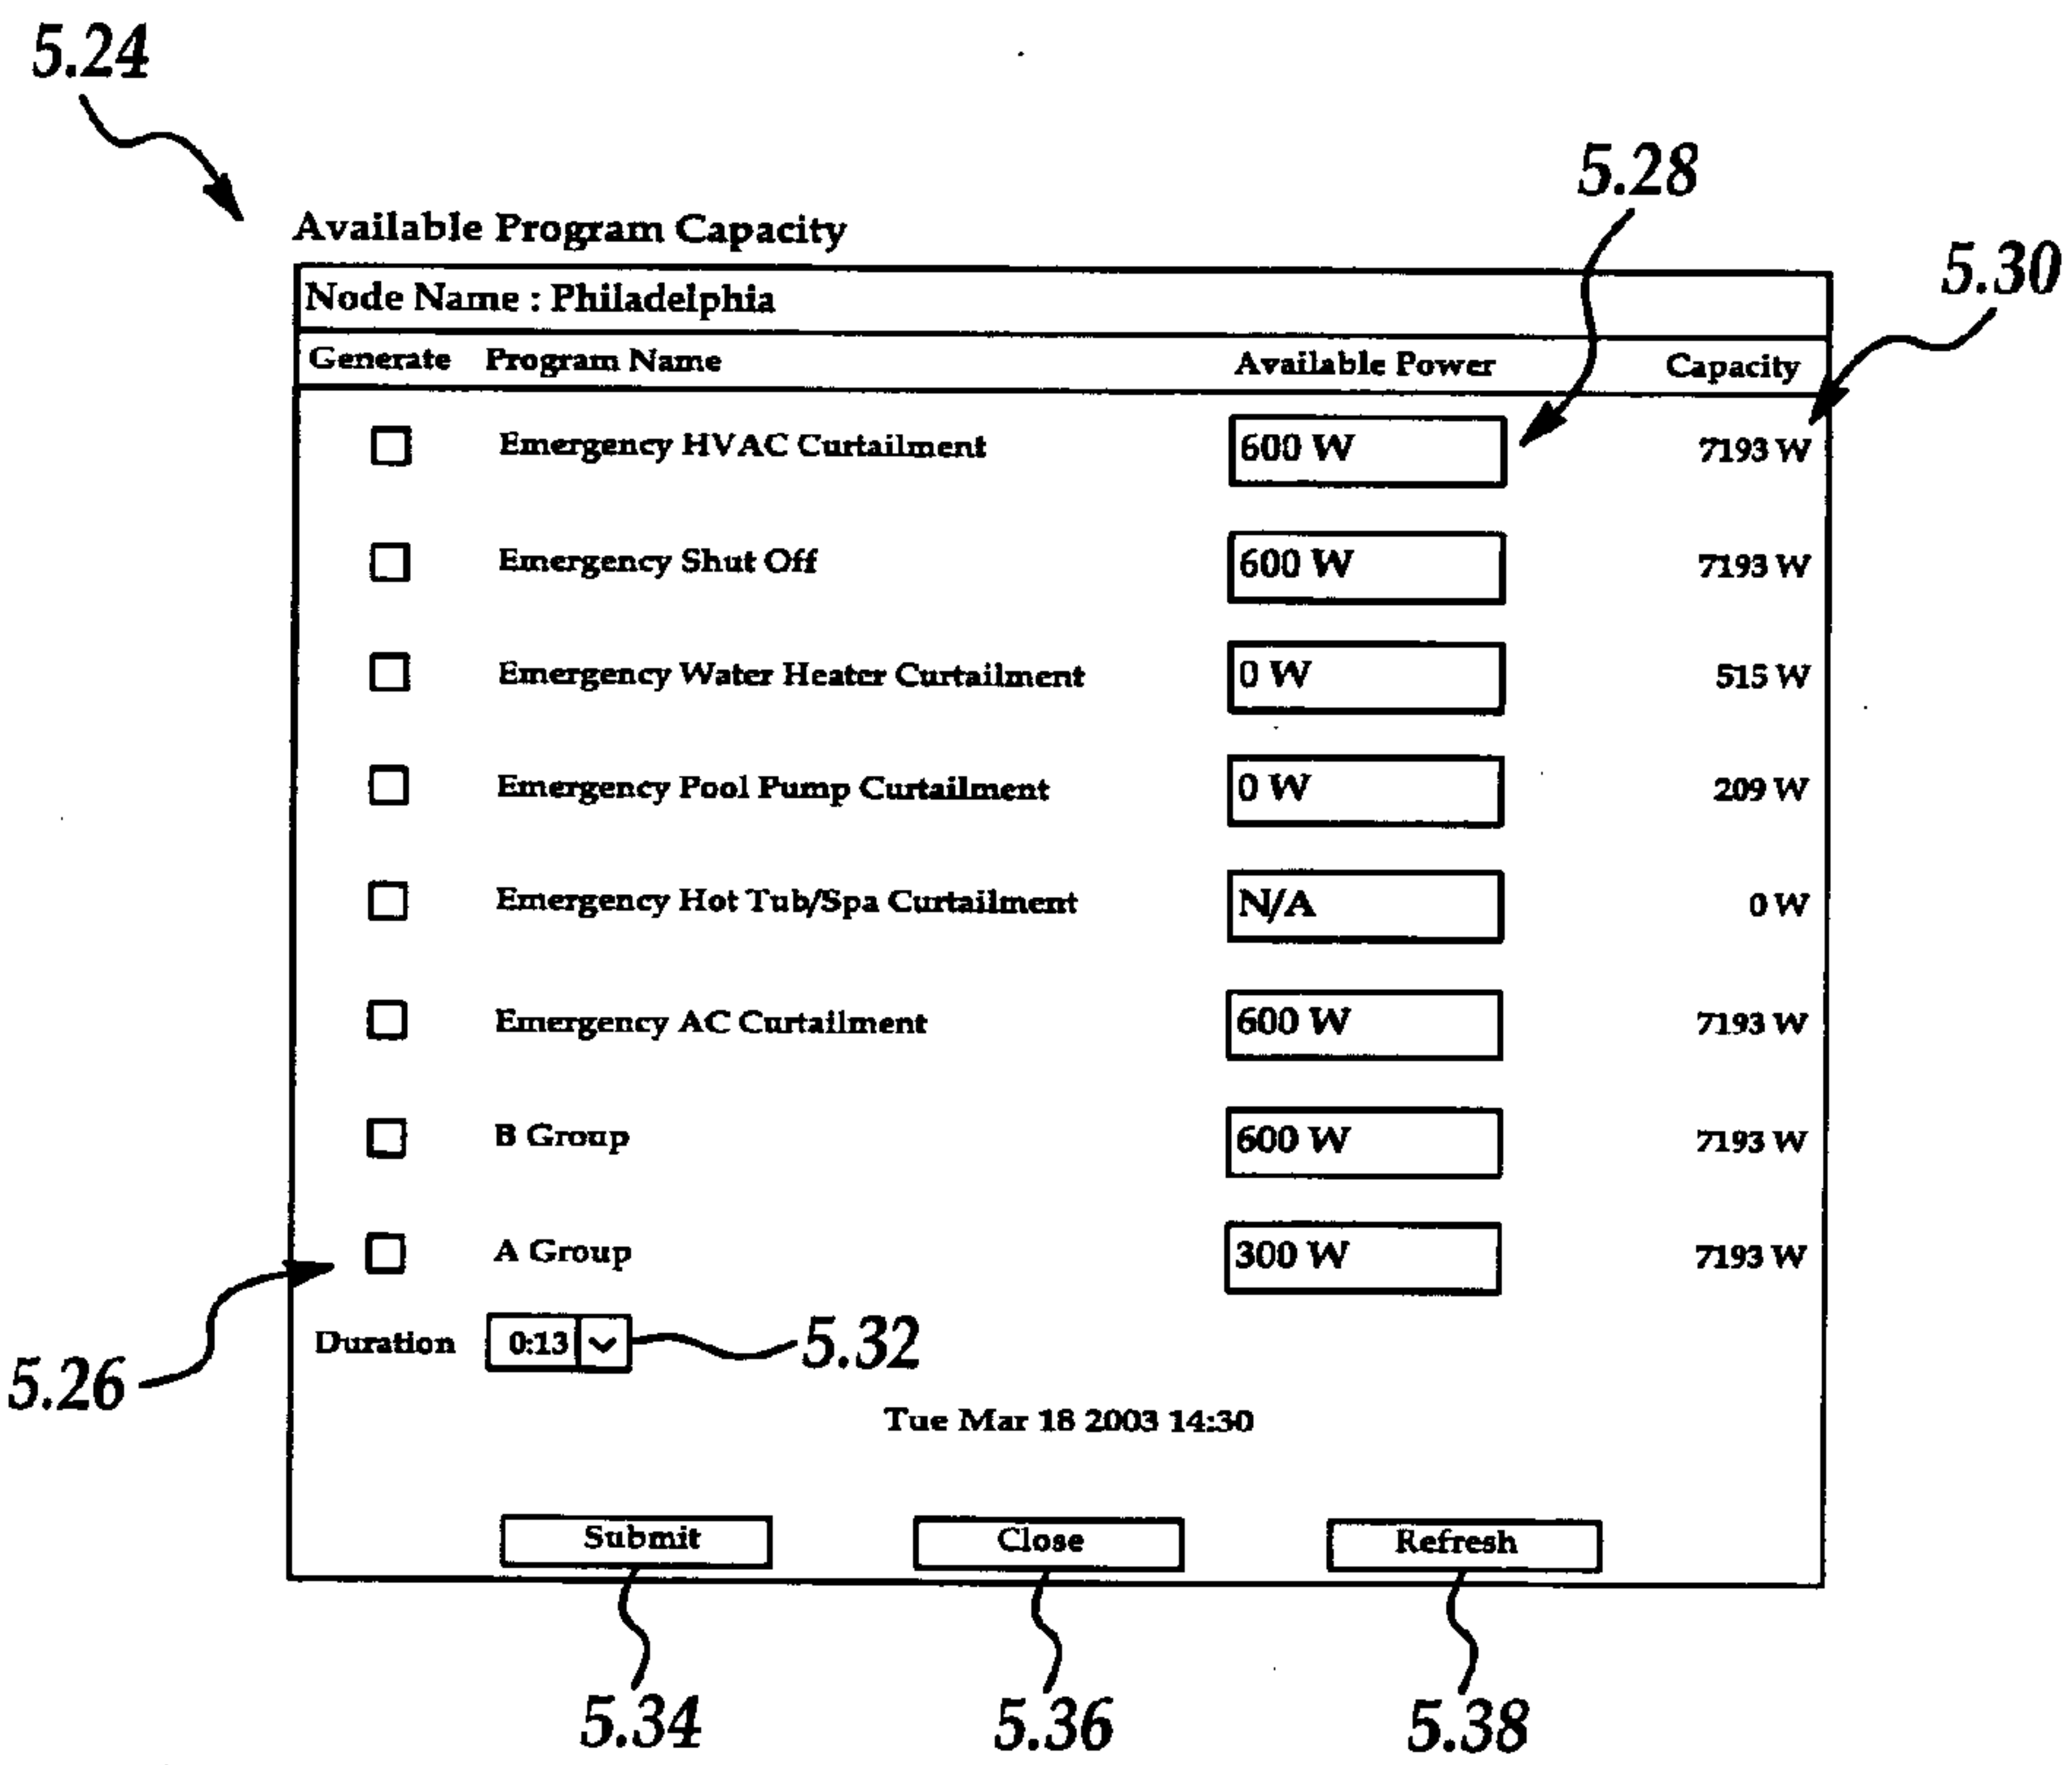 5.24
5.28
5.30
Available Program Capacity
Node Name : Philadelphia
Generate Program Name Available Power Capacity
Emergency HVAC Curtailment 600 W 7193 W
Emergency Shut Off 600 W 7193 W
Emergency Water Heater Curtailment 0 W 515 W
Emergency Pool Pump Curtailment 0 W 209 W
Emergency Hot Tub/Spa Curtailment N/A 0 W
Emergency AC Curtailment 600 W 7193 W
B Group 600 W 7193 W
A Group 300 W 7193 W
Duration 0:13 5.32
5.26
Tue Mar 18 2003 14:30
Submit Close Refresh
5.34 5.36 5.38